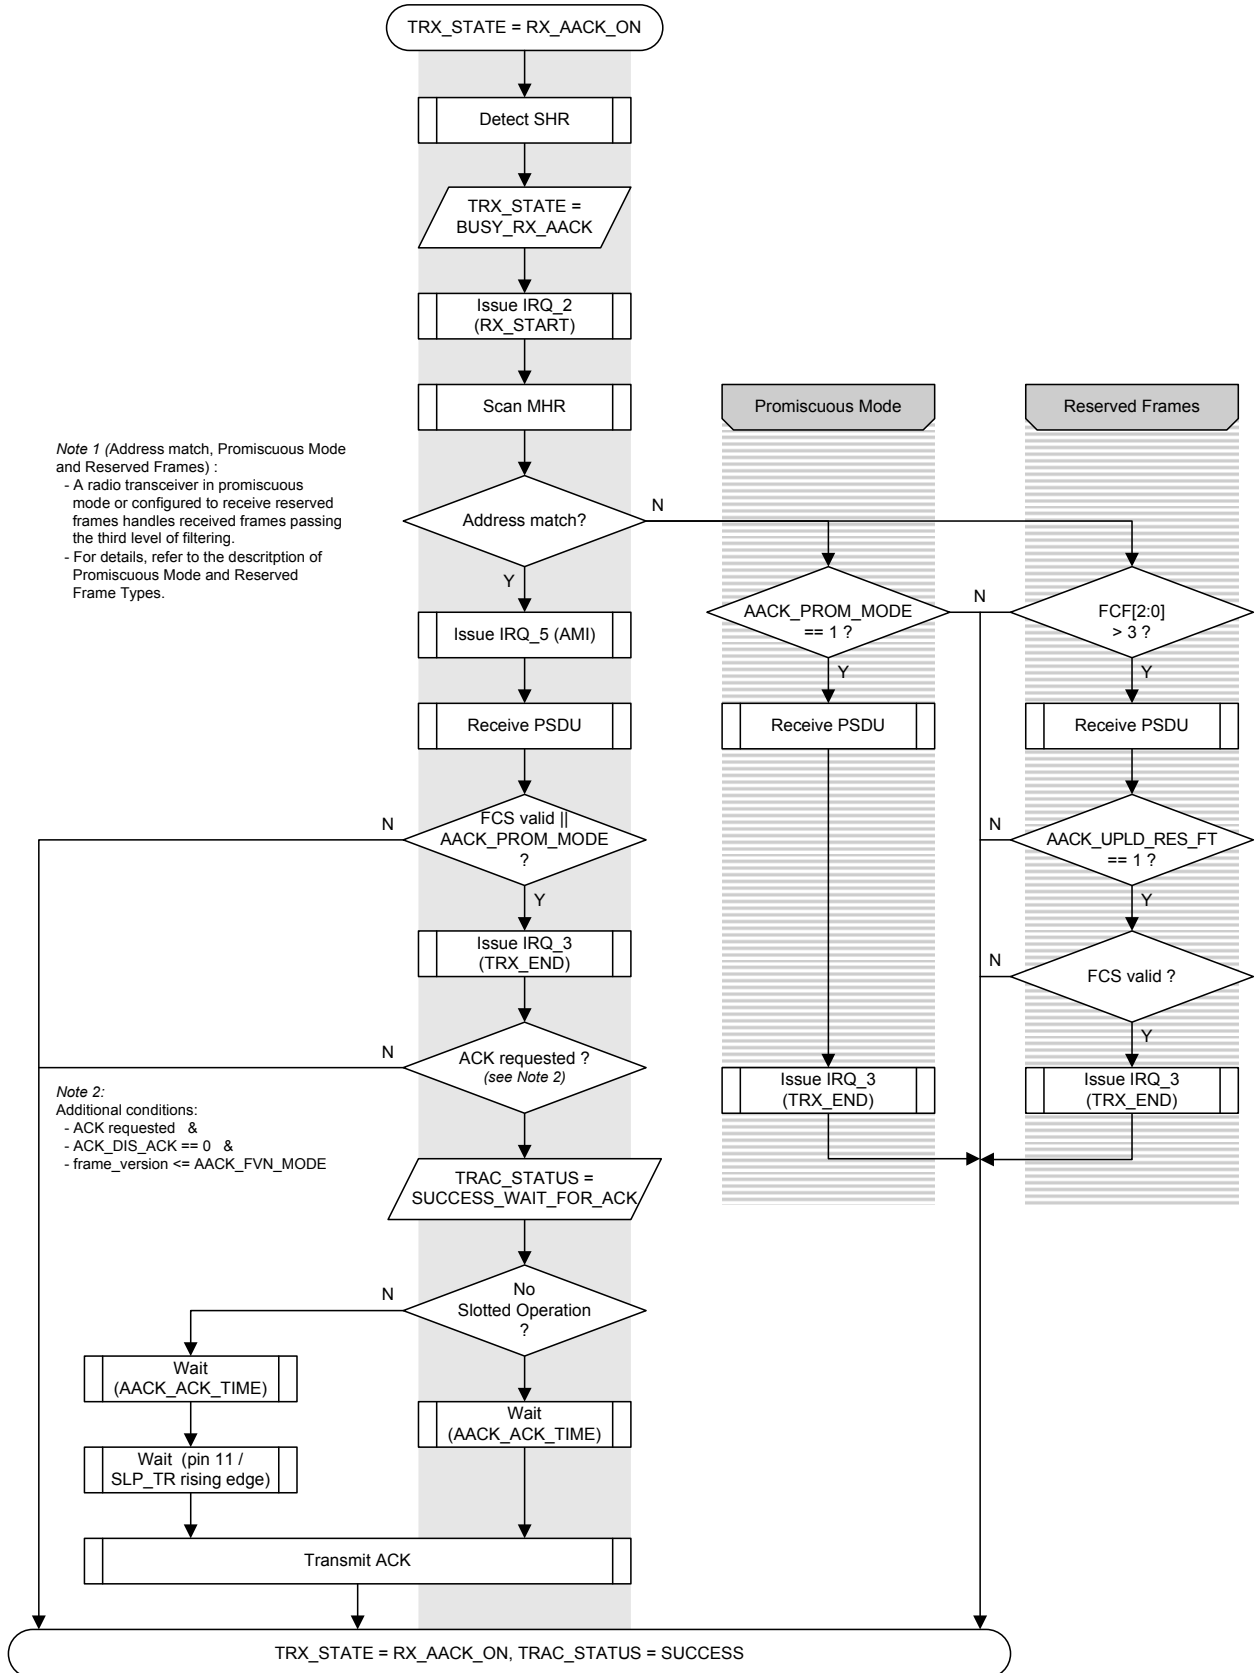 TRX_STATE = RX_AACK_ON
Detect SHR
TRX_STATE =
BUSY_RX_AACK
Issue IRQ_2
(RX_START)
Scan MHR
Promiscuous Mode
Reserved Frames
Note 1 (Address match, Promiscuous Mode
and Reserved Frames) :
- A radio transceiver in promiscuous
mode or configured to receive reserved
frames handles received frames passing
the third level of filtering.
- For details, refer to the descritption of
Promiscuous Mode and Reserved
Frame Types.
Address match?
N
Y
AACK_PROM_MODE
== 1 ?
N
FCF[2:0]
> 3 ?
Issue IRQ_5 (AMI)
Y
Y
Receive PSDU
Receive PSDU
Receive PSDU
N
FCS valid ||
AACK_PROM_MODE
?
N
AACK_UPLD_RES_FT
== 1 ?
Y
Y
Issue IRQ_3
(TRX_END)
N
FCS valid ?
Y
N
ACK requested ?
(see Note 2)
Issue IRQ_3
(TRX_END)
Issue IRQ_3
(TRX_END)
Note 2:
Additional conditions:
- ACK requested &
- ACK_DIS_ACK == 0 &
- frame_version <= AACK_FVN_MODE
TRAC_STATUS =
SUCCESS_WAIT_FOR_ACK
N
No
Slotted Operation
?
Wait
(AACK_ACK_TIME)
Wait
(AACK_ACK_TIME)
Wait (pin 11 /
SLP_TR rising edge)
Transmit ACK
TRX_STATE = RX_AACK_ON, TRAC_STATUS = SUCCESS